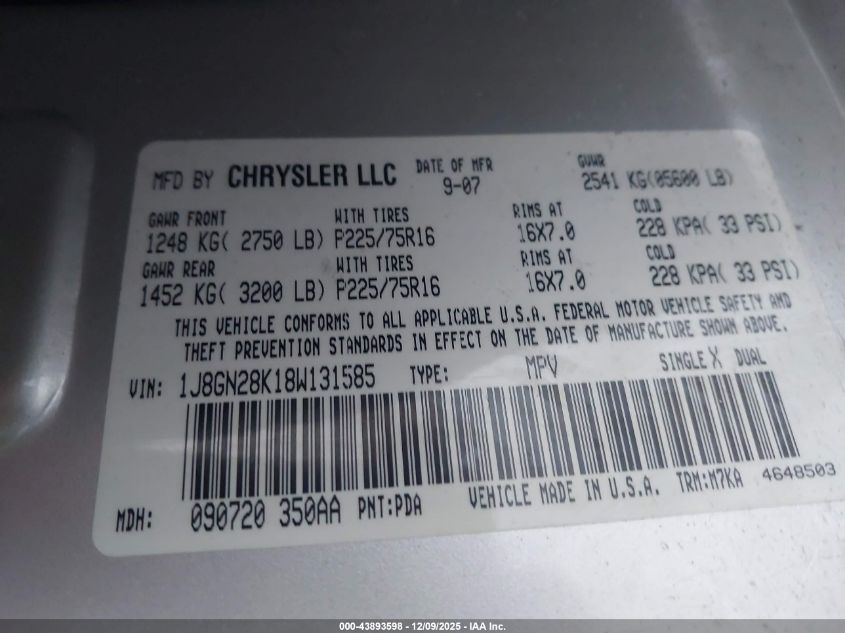 MFD BY CHRYSLER LLC DATE OF MFR 9-07 GVWR 2541 KG(05600 LB)
GAWR FRONT WITH TIRES RIMS AT COLD
1248 KG( 2750 LB) P225/75R16 16X7.0 228 KPA( 33 PSI)
GAWR REAR WITH TIRES RIMS AT COLD
1452 KG( 3200 LB) P225/75R16 16X7.0 228 KPA( 33 PSI)
THIS VEHICLE CONFORMS TO ALL APPLICABLE U.S.A. FEDERAL MOTOR VEHICLE SAFETY AND
THEFT PREVENTION STANDARDS IN EFFECT ON THE DATE OF MANUFACTURE SHOWN ABOVE.
VIN: 1J8GN28K18W131585 TYPE: MPV SINGLE X DUAL
MDH: 090720 350AA PNT:PDA VEHICLE MADE IN U.S.A. TRM:M7KA 4648503
000-43893598 - 12/09/2025 - IAA Inc.